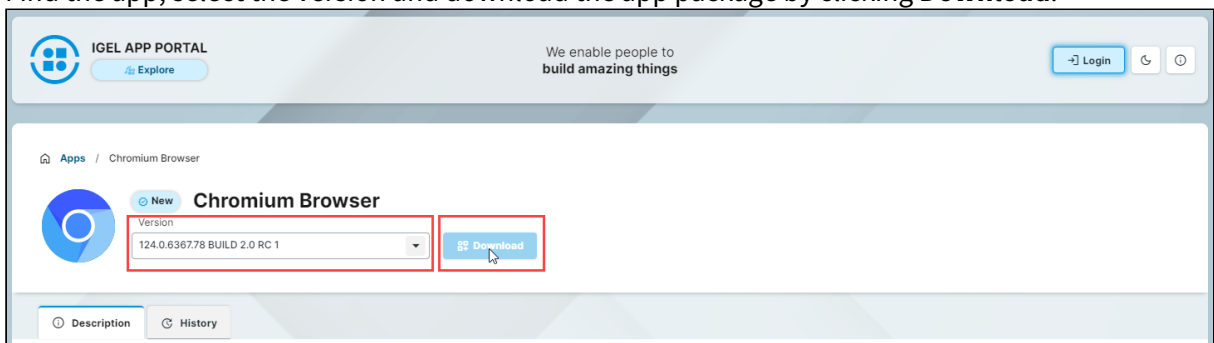 Find the app, select the version and download the app package by clicking Download.
IGEL APP PORTAL
Explore
We enable people to
build amazing things
Login
Apps / Chromium Browser
New
Chromium Browser
Version
124.0.6367.78 BUILD 2.0 RC 1
Download
Description
History